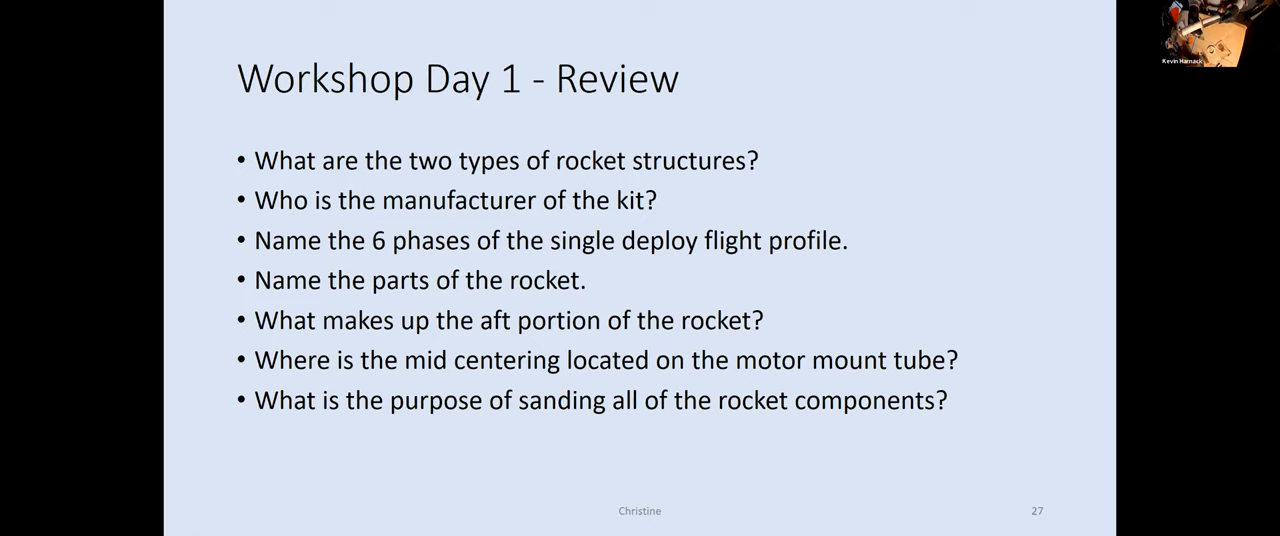 Workshop Day 1 - Review
• What are the two types of rocket structures?
• Who is the manufacturer of the kit?
• Name the 6 phases of the single deploy flight profile.
• Name the parts of the rocket.
• What makes up the aft portion of the rocket?
• Where is the mid centering located on the motor mount tube?
• What is the purpose of sanding all of the rocket components?
Christine
27
Kevin Harnack